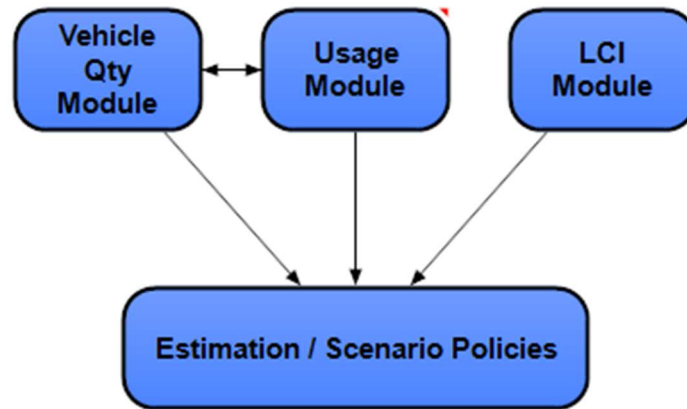 Vehicle
Qty
Module
Usage
Module
LCI
Module
Estimation / Scenario Policies